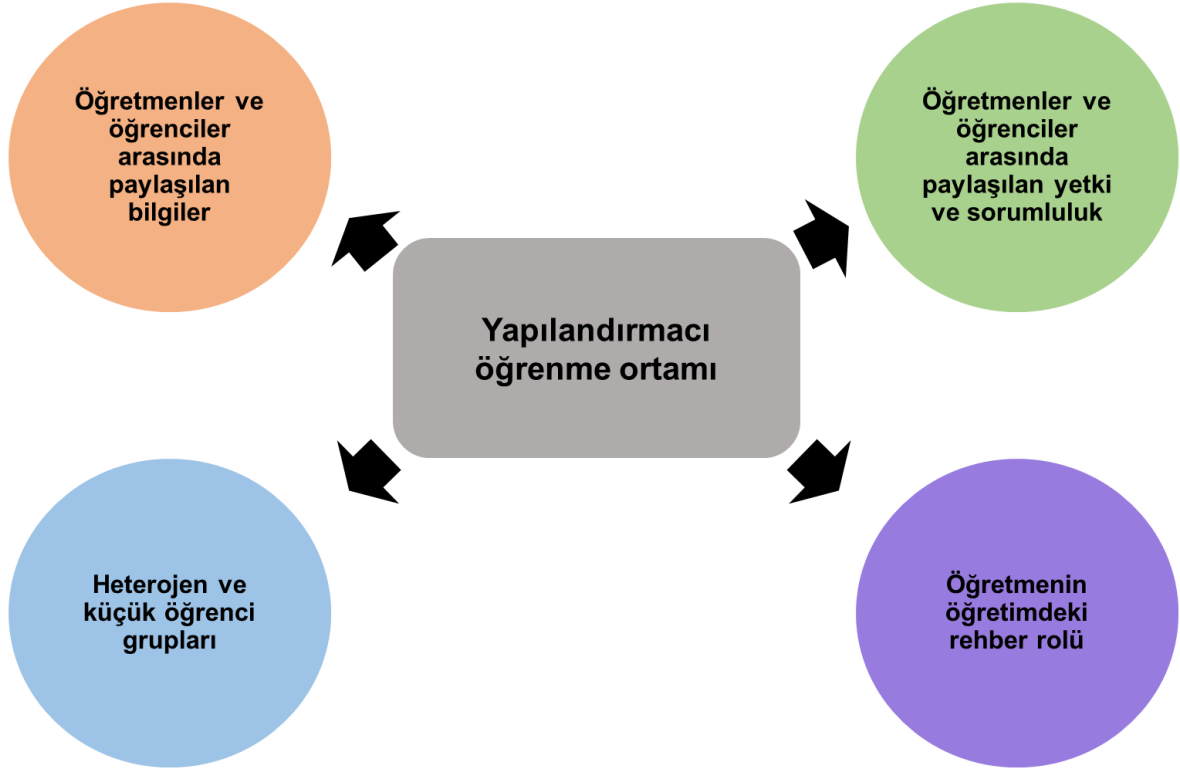 Öğretmenler ve
öğrenciler
arasında
paylaşılan
bilgiler
Öğretmenler ve
öğrenciler
arasında
paylaşılan yetki
ve sorumluluk
Yapılandırmacı
öğrenme ortamı
Heterojen ve
küçük öğrenci
grupları
Öğretmenin
öğretimdeki
rehber rolü